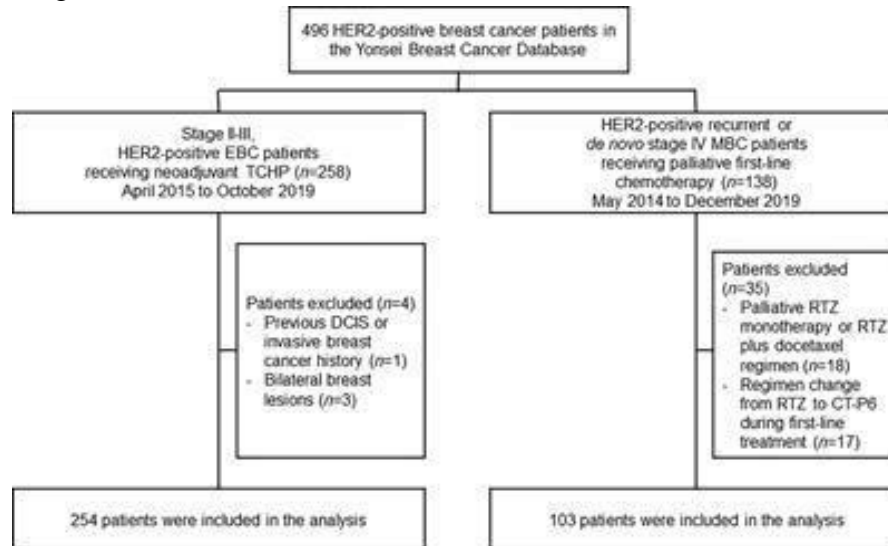 496 HER2-positive breast cancer patients in
the Yonsei Breast Cancer Database
Stage II-III,
HER2-positive EBC patients
receiving neoadjuvant TCHP (n=258)
April 2015 to October 2019
HER2-positive recurrent or
de novo stage IV MBC patients
receiving palliative first-line
chemotherapy (n=138)
May 2014 to December 2019
Patients excluded (n=4)
- Previous DCIS or
invasive breast
cancer history (n=1)
- Bilateral breast
lesions (n=3)
Patients excluded
(n=35)
- Palliative RTZ
monotherapy or RTZ
plus docetaxel
regimen (n=18)
- Regimen change
from RTZ to CT-P6
during first-line
treatment (n=17)
254 patients were included in the analysis
103 patients were included in the analysis